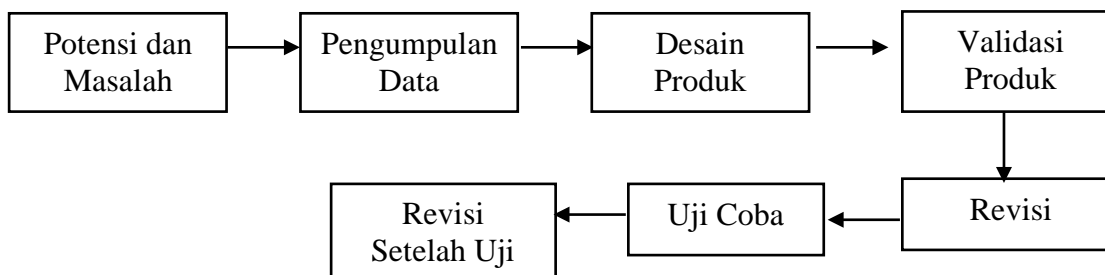 Potensi dan
Masalah
Pengumpulan
Data
Desain
Produk
Validasi
Produk
Revisi
Uji Coba
Revisi
Setelah Uji